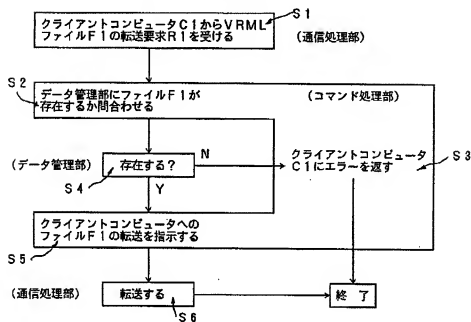 S1
クライアントコンピュータC1からVRML
ファイルF1の転送要求R1を受ける
(通信処理部)
S2
データ管理部にファイルF1が
存在するか問合わせる
(コマンド処理部)
(データ管理部)
存在する?
N
クライアントコンピュータ
C1にエラーを返す
S3
S4
Y
クライアントコンピュータへの
ファイルF1の転送を指示する
S5
(通信処理部)
転送する
終了
S6